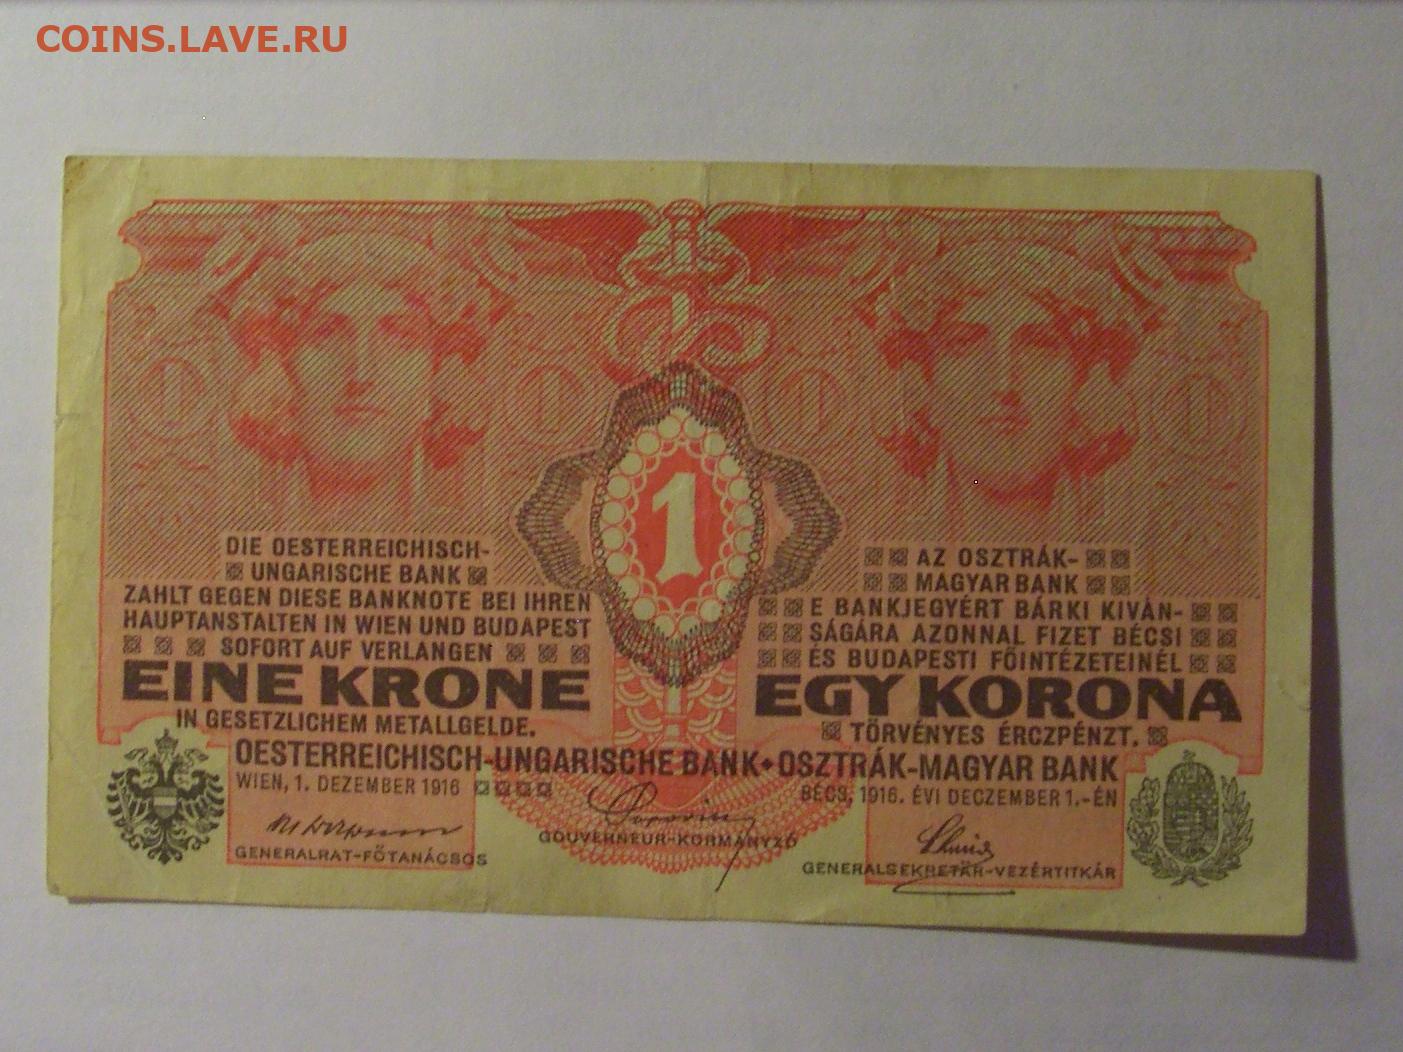 COINS.LAVE.RU
1
DIE OESTERREICHISCH-
UNGARISCHE BANK
ZAHLT GEGEN DIESE BANKNOTE BEI IHREN
HAUPTANSTALTEN IN WIEN UND BUDAPEST
SOFORT AUF VERLANGEN
EINE KRONE
IN GESETZLICHEM METALLGELDE.
AZ OSZTRÁK-
MAGYAR BANK
E BANKJEGYÉRT BÁRKI KIVÁN-
SÁGÁRA AZONNAL FIZET BÉCSI
ÉS BUDAPESTI FŐINTÉZETEINÉL
EGY KORONA
TÖRVÉNYES ÉRCZPÉNZT.
OESTERREICHISCH-UNGARISCHE BANK • OSZTRÁK-MAGYAR BANK
WIEN, 1. DEZEMBER 1916
BÉCS, 1916. ÉVI DECZEMBER 1.-ÉN
GENERALRAT-FŐTANÁCSOS
GOUVERNEUR-KORMÁNYZÓ
GENERALSEKRETÄR-VEZÉRTITKÁR